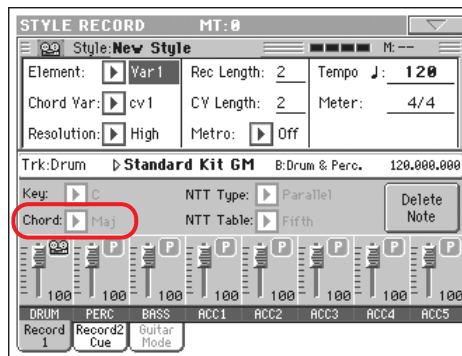 STYLE RECORD MT:0
Style:New Style M:--
Element: Var1 Rec Length: 2 Tempo ♩: 120
Chord Var: cv1 CV Length: 2 Meter: 4/4
Resolution: High Metro: Off
Trk:Drum Standard Kit GM B:Drum & Perc. 120.000.000
Key: C NTT Type: Parallel Delete
Chord: Maj NTT Table: Fifth Note
P P P P P P P
100 100 100 100 100 100 100 100
DRUM PERC BASS ACC1 ACC2 ACC3 ACC4 ACC5
Record Record2 Guitar
1 Cue Mode